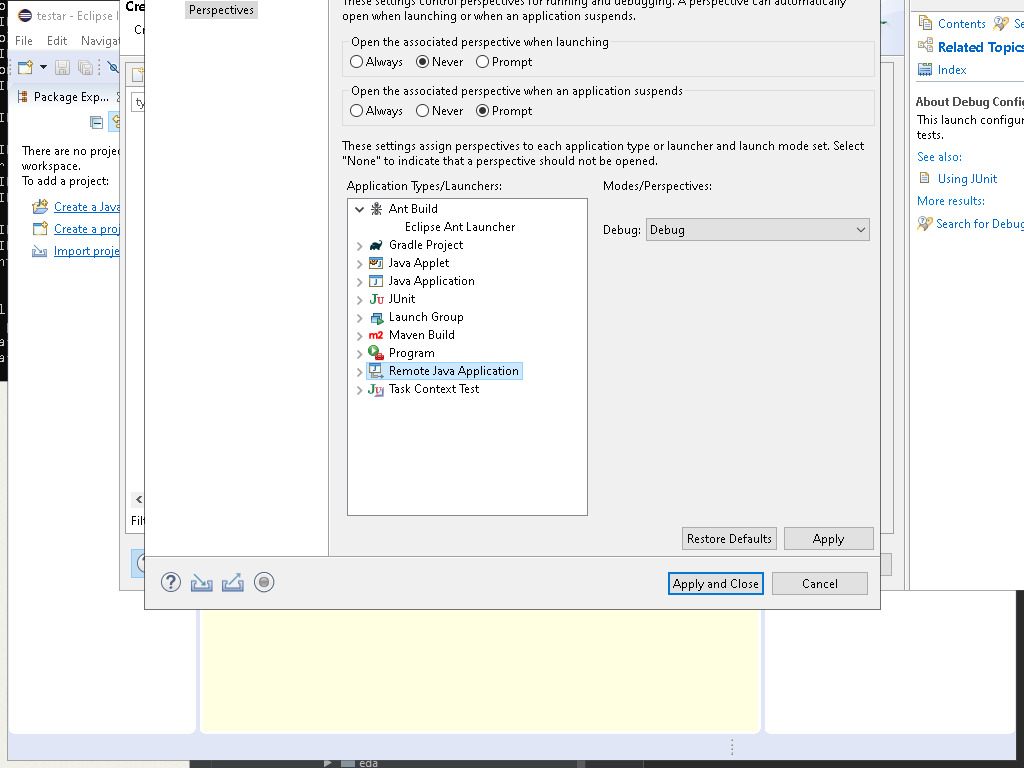 testar - Eclipse I
File Edit Navigat
Package Exp...
There are no proje
workspace.
To add a project:
Create a Java
Create a proj
Import proje
Cre
Cr
ty
Filt
Perspectives
These settings control perspectives for running and debugging. A perspective can automatically
open when launching or when an application suspends.
Open the associated perspective when launching
Always Never Prompt
Open the associated perspective when an application suspends
Always Never Prompt
These settings assign perspectives to each application type or launcher and launch mode set. Select
"None" to indicate that a perspective should not be opened.
Application Types/Launchers:
Modes/Perspectives:
Ant Build
Eclipse Ant Launcher
Gradle Project
Java Applet
Java Application
JUnit
Launch Group
Maven Build
Program
Remote Java Application
Task Context Test
Debug: Debug
Restore Defaults
Apply
Apply and Close
Cancel
Contents
Se
Related Topics
Index
About Debug Config
This launch configur
tests.
See also:
Using JUnit
More results:
Search for Debug
eda